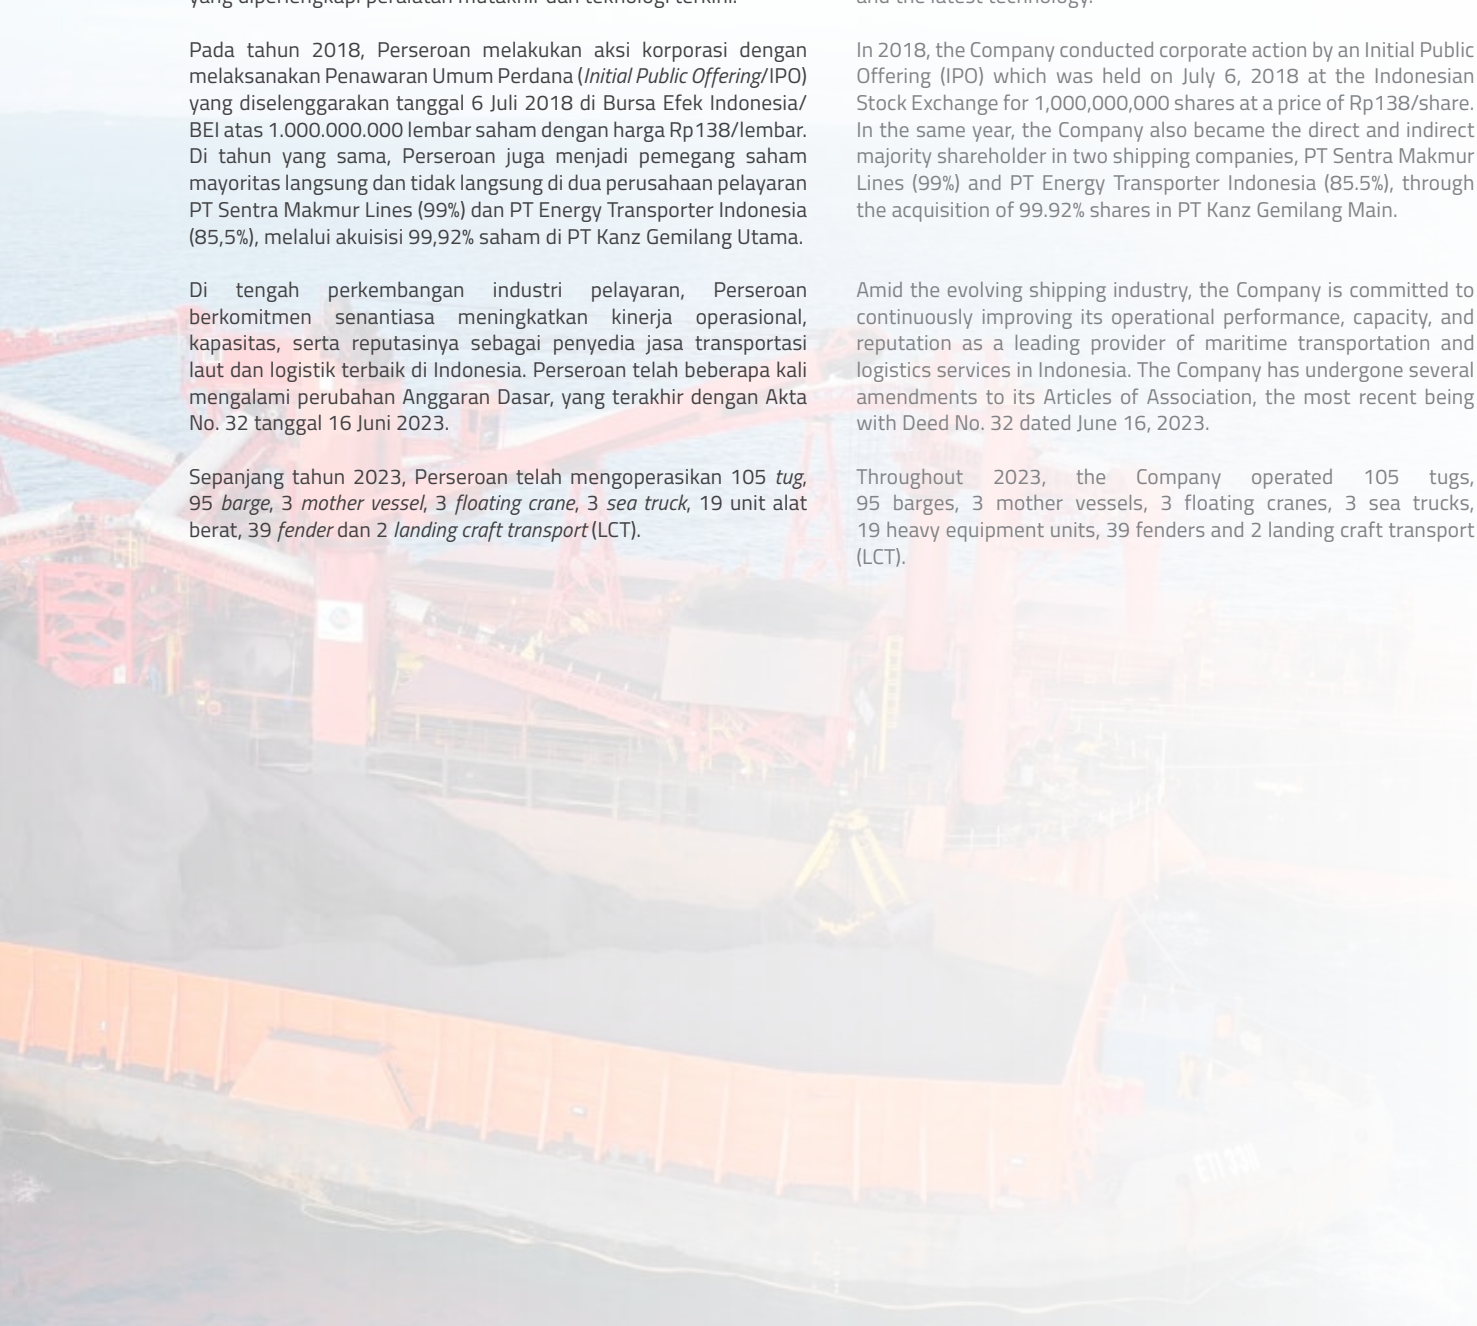 yang diperlengkapi peralatan mutakhir dan teknologi terkini.
Pada tahun 2018, Perseroan melakukan aksi korporasi dengan
melaksanakan Penawaran Umum Perdana (Initial Public Offering/IPO)
yang diselenggarakan tanggal 6 Juli 2018 di Bursa Efek Indonesia/
BEI atas 1.000.000.000 lembar saham dengan harga Rp138/lembar.
Di tahun yang sama, Perseroan juga menjadi pemegang saham
mayoritas langsung dan tidak langsung di dua perusahaan pelayaran
PT Sentra Makmur Lines (99%) dan PT Energy Transporter Indonesia
(85,5%), melalui akuisisi 99,92% saham di PT Kanz Gemilang Utama.
Di tengah perkembangan industri pelayaran, Perseroan
berkomitmen senantiasa meningkatkan kinerja operasional,
kapasitas, serta reputasinya sebagai penyedia jasa transportasi
laut dan logistik terbaik di Indonesia. Perseroan telah beberapa kali
mengalami perubahan Anggaran Dasar, yang terakhir dengan Akta
No. 32 tanggal 16 Juni 2023.
Sepanjang tahun 2023, Perseroan telah mengoperasikan 105 tug,
95 barge, 3 mother vessel, 3 floating crane, 3 sea truck, 19 unit alat
berat, 39 fender dan 2 landing craft transport (LCT).
and the latest technology.
In 2018, the Company conducted corporate action by an Initial Public
Offering (IPO) which was held on July 6, 2018 at the Indonesian
Stock Exchange for 1,000,000,000 shares at a price of Rp138/share.
In the same year, the Company also became the direct and indirect
majority shareholder in two shipping companies, PT Sentra Makmur
Lines (99%) and PT Energy Transporter Indonesia (85.5%), through
the acquisition of 99.92% shares in PT Kanz Gemilang Main.
Amid the evolving shipping industry, the Company is committed to
continuously improving its operational performance, capacity, and
reputation as a leading provider of maritime transportation and
logistics services in Indonesia. The Company has undergone several
amendments to its Articles of Association, the most recent being
with Deed No. 32 dated June 16, 2023.
Throughout 2023, the Company operated 105 tugs,
95 barges, 3 mother vessels, 3 floating cranes, 3 sea trucks,
19 heavy equipment units, 39 fenders and 2 landing craft transport
(LCT).
ETI 330